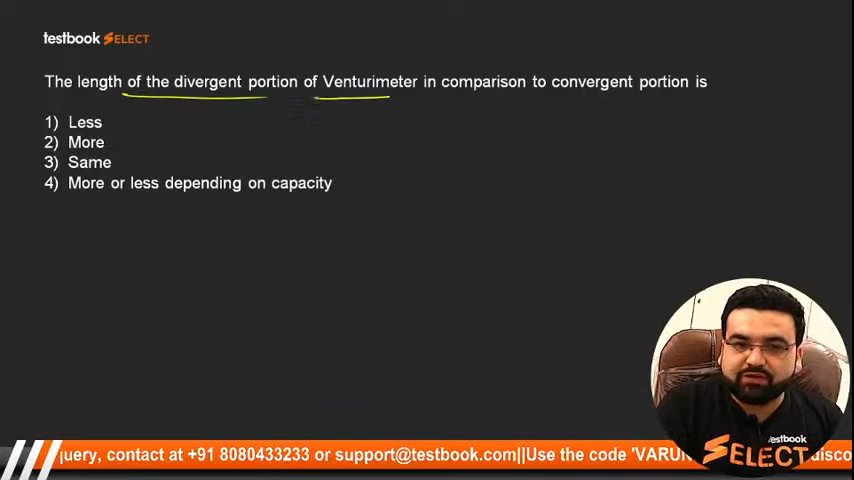 testbook SELECT
The length of the divergent portion of Venturimeter in comparison to convergent portion is
1) Less
2) More
3) Same
4) More or less depending on capacity
testbook
SELECT
query, contact at +91 8080433233 or support@testbook.com||Use the code 'VARUN disco